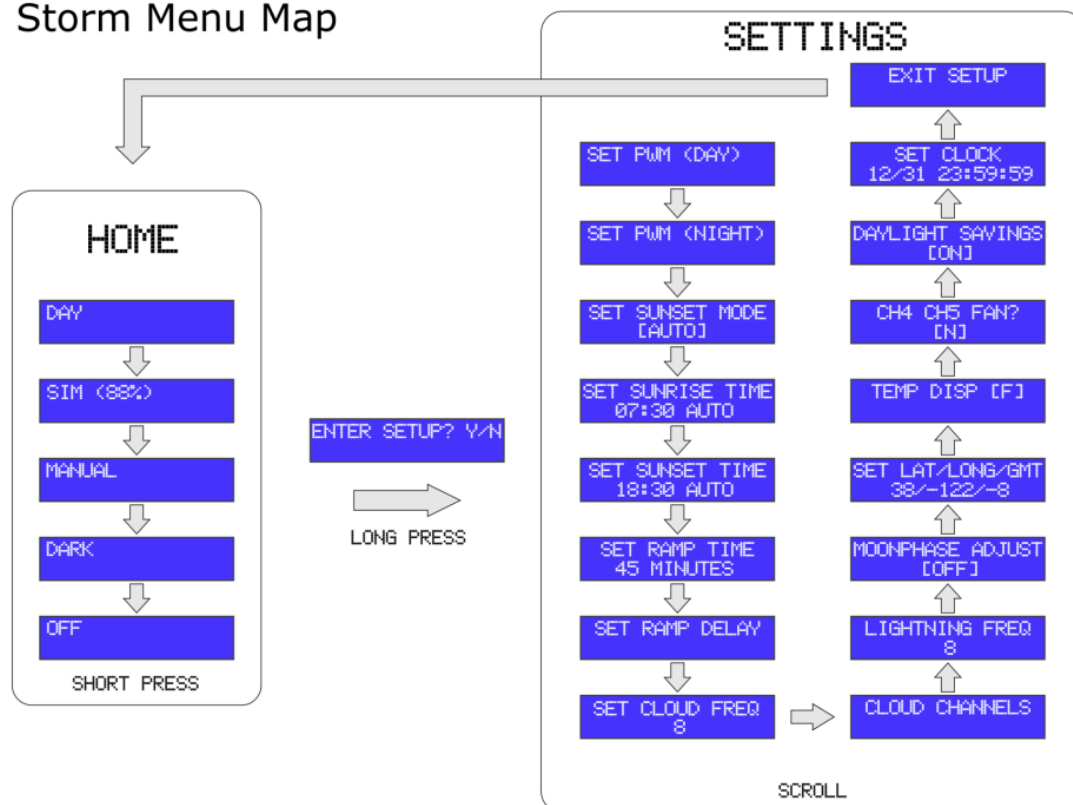 Storm Menu Map
HOME
DAY
SIM (88%)
MANUAL
DARK
OFF
SHORT PRESS
ENTER SETUP? Y/N
LONG PRESS
SETTINGS
SET PWM (DAY)
SET PWM (NIGHT)
SET SUNSET MODE
[AUTO]
SET SUNRISE TIME
07:30 AUTO
SET SUNSET TIME
18:30 AUTO
SET RAMP TIME
45 MINUTES
SET RAMP DELAY
SET CLOUD FREQ
8
CLOUD CHANNELS
LIGHTNING FREQ
8
MOONPHASE ADJUST
[OFF]
SET LAT/LONG/GMT
38/-122/-8
TEMP DISP [F]
CH4 CH5 FAN?
[N]
DAYLIGHT SAVINGS
[ON]
SET CLOCK
12/31 23:59:59
EXIT SETUP
SCROLL